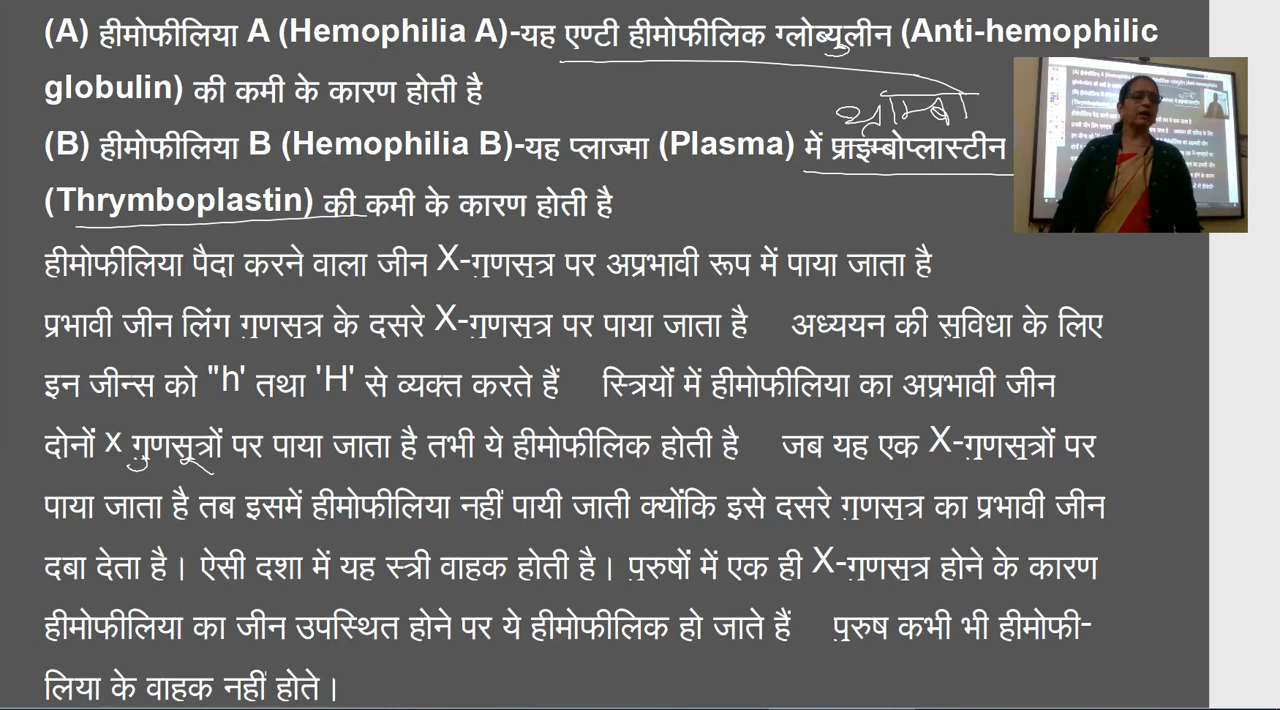 (A) हीमोफीलिया A (Hemophilia A)-यह एण्टी हीमोफीलिक ग्लोब्युलीन (Anti-hemophilic
globulin) की कमी के कारण होती है
थ्राम्बो
(B) हीमोफीलिया B (Hemophilia B)-यह प्लाज्मा (Plasma) में प्राइम्बोप्लास्टीन
(Thrymboplastin) की कमी के कारण होती है
हीमोफीलिया पैदा करने वाला जीन X-गुणसूत्र पर अप्रभावी रूप में पाया जाता है
प्रभावी जीन लिंग गुणसूत्र के दूसरे X-गुणसूत्र पर पाया जाता है अध्ययन की सुविधा के लिए
इन जीन्स को "h' तथा 'H' से व्यक्त करते हैं स्त्रियों में हीमोफीलिया का अप्रभावी जीन
दोनों x गुणसूत्रों पर पाया जाता है तभी ये हीमोफीलिक होती है जब यह एक X-गुणसूत्रों पर
पाया जाता है तब इसमें हीमोफीलिया नहीं पायी जाती क्योंकि इसे दूसरे गुणसूत्र का प्रभावी जीन
दबा देता है। ऐसी दशा में यह स्त्री वाहक होती है। पुरुषों में एक ही X-गुणसूत्र होने के कारण
हीमोफीलिया का जीन उपस्थित होने पर ये हीमोफीलिक हो जाते हैं पुरुष कभी भी हीमोफी-
लिया के वाहक नहीं होते।